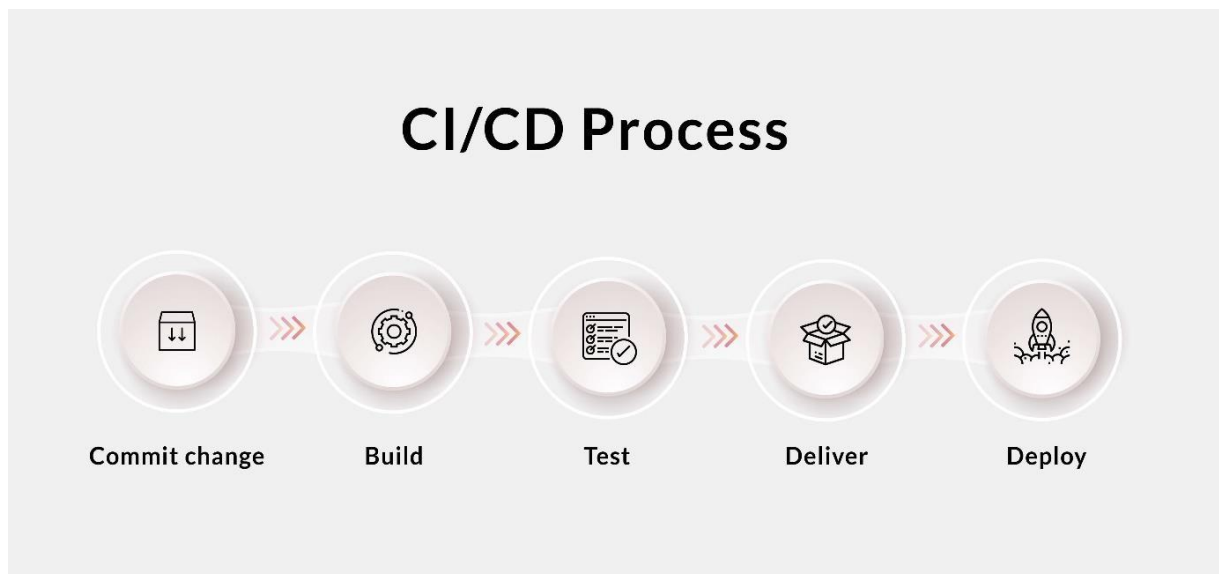 CI/CD Process
Commit change
Build
Test
Deliver
Deploy